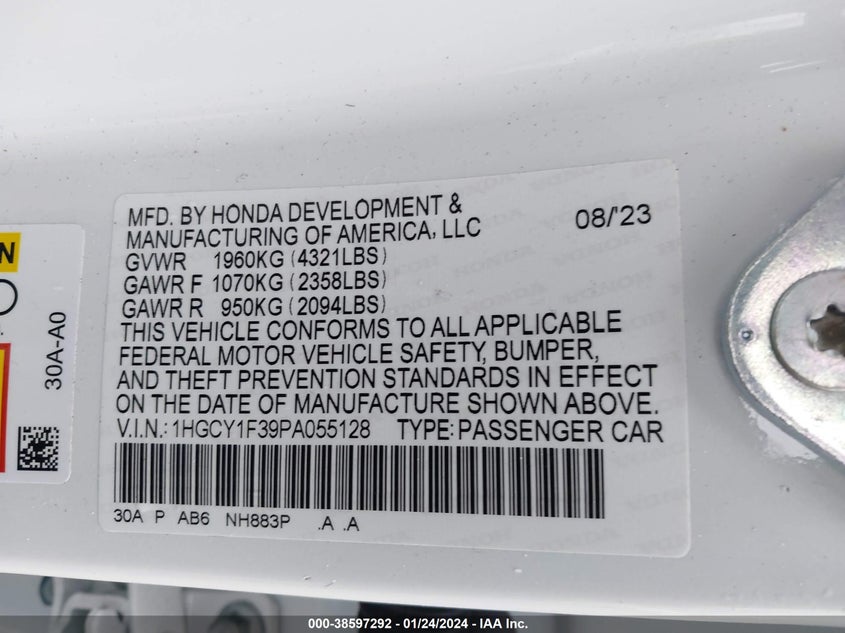 MFD. BY HONDA DEVELOPMENT &
MANUFACTURING OF AMERICA, LLC 08/'23
GVWR 1960KG (4321LBS)
GAWR F 1070KG (2358LBS)
GAWR R 950KG (2094LBS)
THIS VEHICLE CONFORMS TO ALL APPLICABLE
FEDERAL MOTOR VEHICLE SAFETY, BUMPER,
AND THEFT PREVENTION STANDARDS IN EFFECT
ON THE DATE OF MANUFACTURE SHOWN ABOVE.
V.I.N.: 1HGCY1F39PA055128 TYPE: PASSENGER CAR
30A P AB6 NH883P .A .A
30A-A0
000-38597292 - 01/24/2024 - IAA Inc.